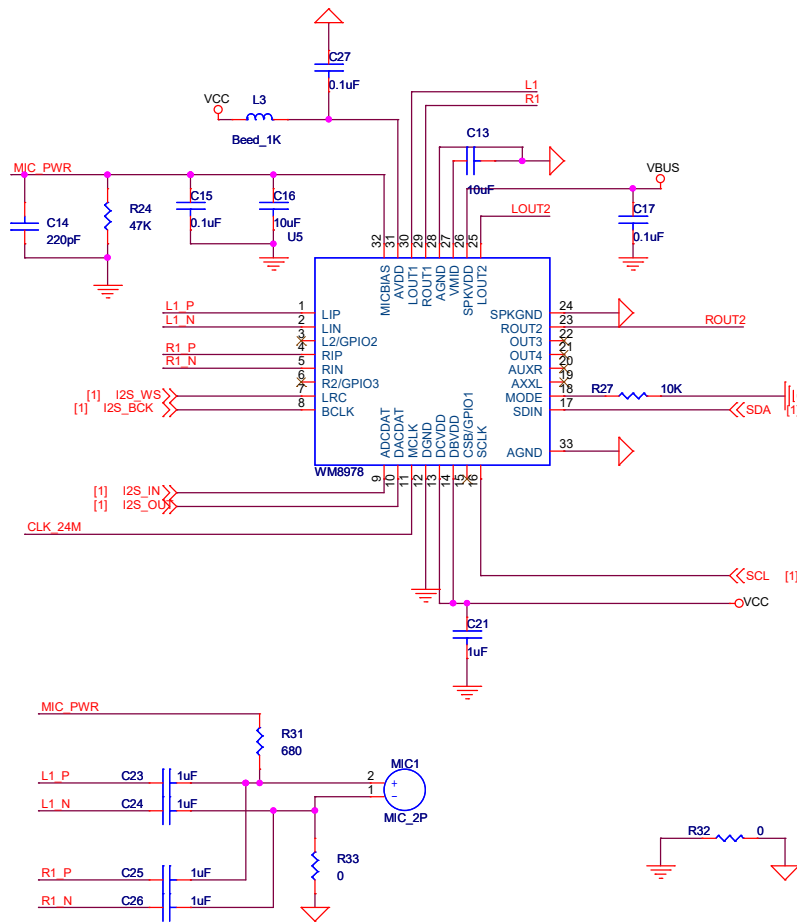 C27
0.1uF
VCC
L3
Beed_1K
L1
R1
C13
10uF
VBUS
LOUT2
C17
0.1uF
MIC_PWR
C14
220pF
R24
47K
C15
0.1uF
C16
10uF
U5
32 31 30 29 28 27 26 25
MICBIAS AVDD LOUT1 ROUT1 AGND VMID SPKVDD LOUT2
L1_P 1 LIP
L1_N 2 LIN
3 L2/GPIO2
R1_P 4 RIP
R1_N 5 RIN
6 R2/GPIO3
[1] I2S_WS 7 LRC
[1] I2S_BCK 8 BCLK
SPKGND 24
ROUT2 23 ROUT2
OUT3 22
OUT4 21
AUXR 20
AXXL 19
MODE 18 R27 10K
SDIN 17 SDA [1]
AGND 33
ADCDAT DACDAT MCLK DGND DCVDD DBVDD CSB/GPIO1 SCLK
WM8978
9 10 11 12 13 14 15 16
[1] I2S_IN
[1] I2S_OUT
CLK_24M
SCL [1]
VCC
C21
1uF
MIC_PWR
R31
680
MIC1
L1_P C23 1uF 2 +
L1_N C24 1uF 1 −
MIC_2P
R33
0
R1_P C25 1uF
R1_N C26 1uF
R32 0